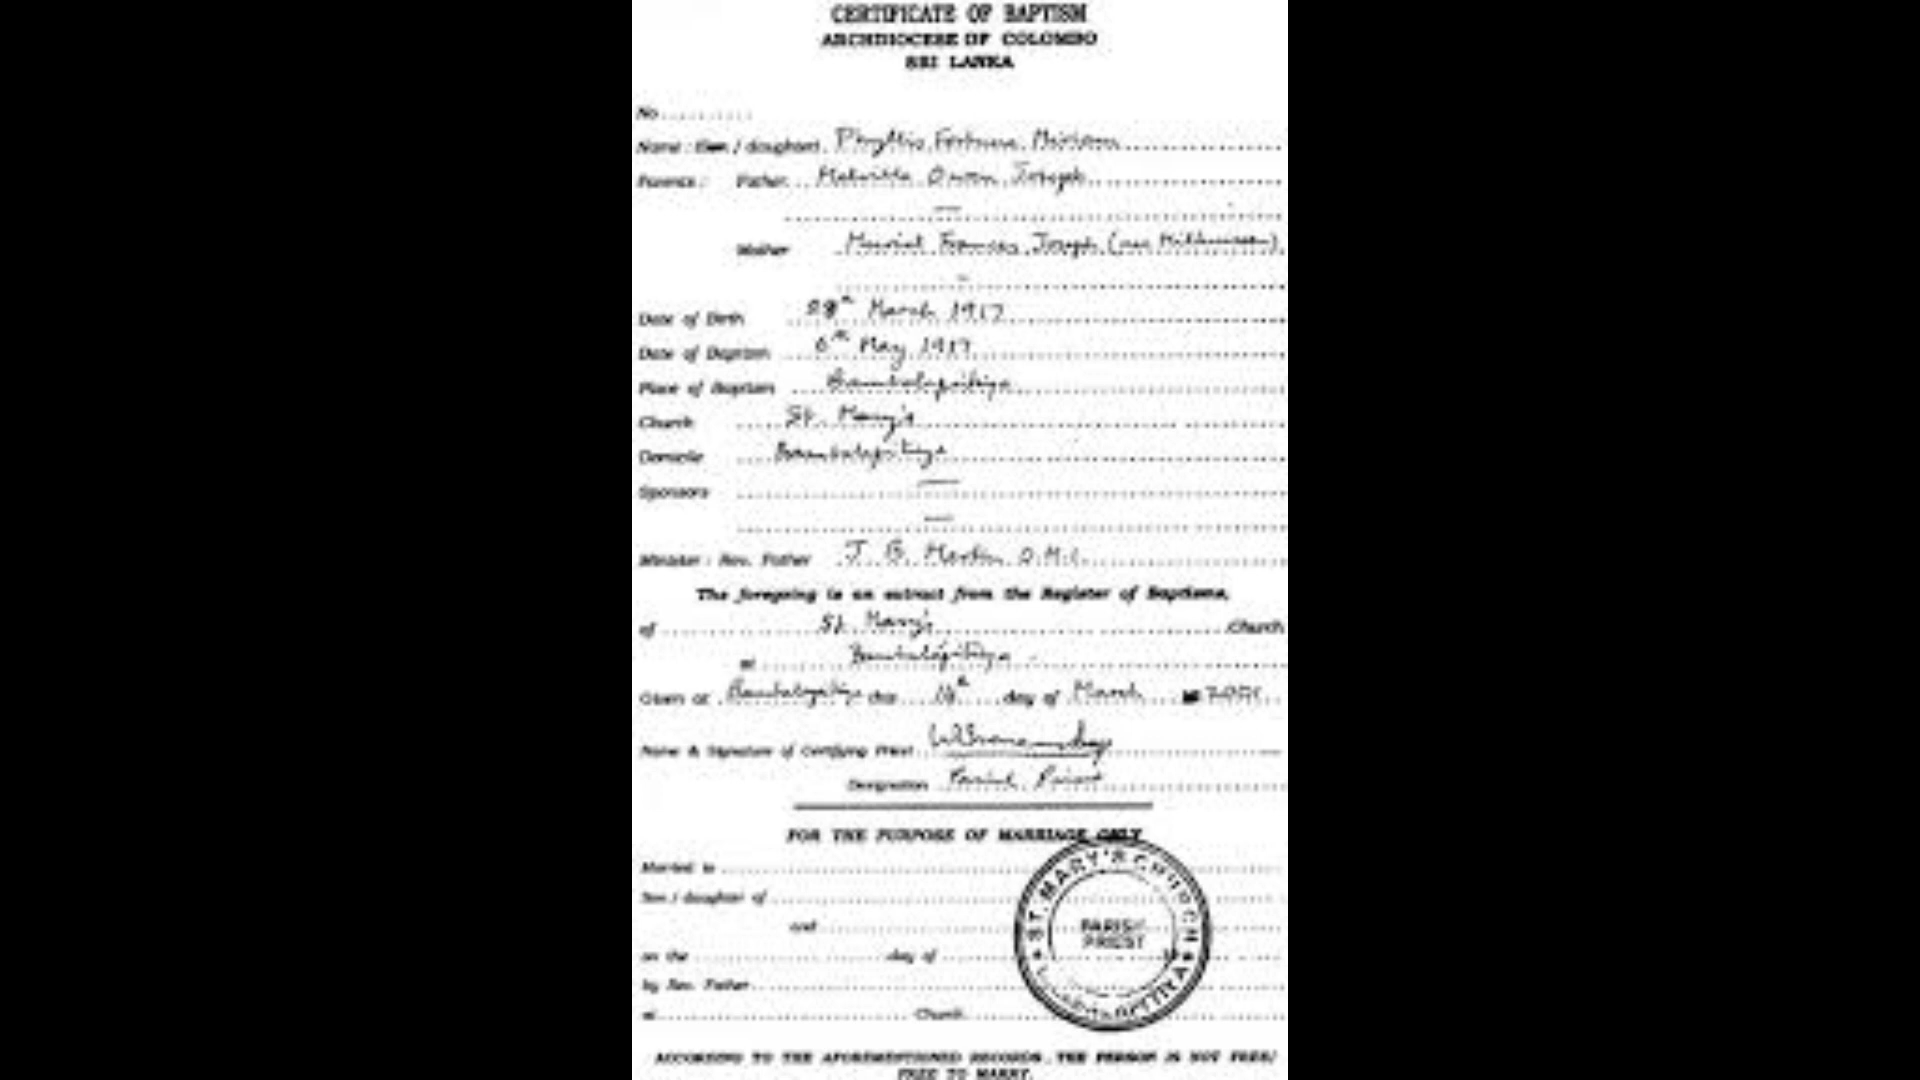 CERTIFICATE OF BAPTISM
ARCHDIOCESE OF COLOMBO
SRI LANKA
No..........
Name : Son / daughter) Phyllis Fortune Miriam
Parents : Father Melville Owen Joseph
Mother Muriel Frances Joseph (nee
Date of Birth 28th March 1917
Date of Baptism 6th May 1917
Place of Baptism Bambalapitiya
Church St. Mary's
Domicile Bambalapitiya
Sponsors
Minister : Rev. Father J. B. Martin O.M.I.
The foregoing is an extract from the Register of Baptisms,
of St. Mary's Church
at Bambalapitiya
Given at Bambalapitiya this day of March
Name & Signature of Certifying Priest
Designation Parish Priest
FOR THE PURPOSE OF MARRIAGE ONLY
Married to
Son / daughter of
and
on the day of
by Rev. Father
at Church
ST. MARY'S CHURCH
PARISH
PRIEST
ACCORDING TO THE AFOREMENTIONED RECORDS, THE PERSON IS NOT FREE/
FREE TO MARRY.